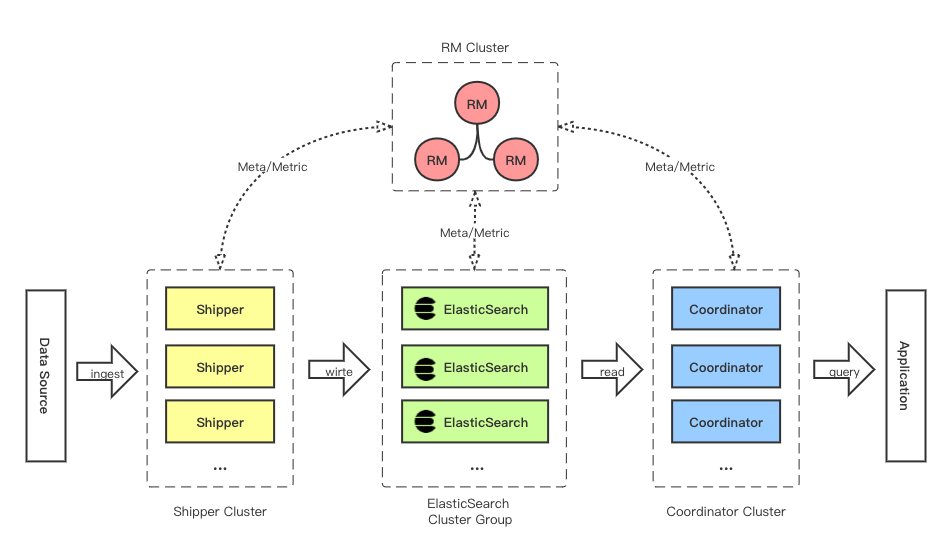 RM Cluster
RM
RM
RM
Meta/Metric
Meta/Metric
Meta/Metric
Data Source
ingest
Shipper
Shipper
Shipper
...
Shipper Cluster
wirte
ElasticSearch
ElasticSearch
ElasticSearch
...
ElasticSearch
Cluster Group
read
Coordinator
Coordinator
Coordinator
...
Coordinator Cluster
query
Application